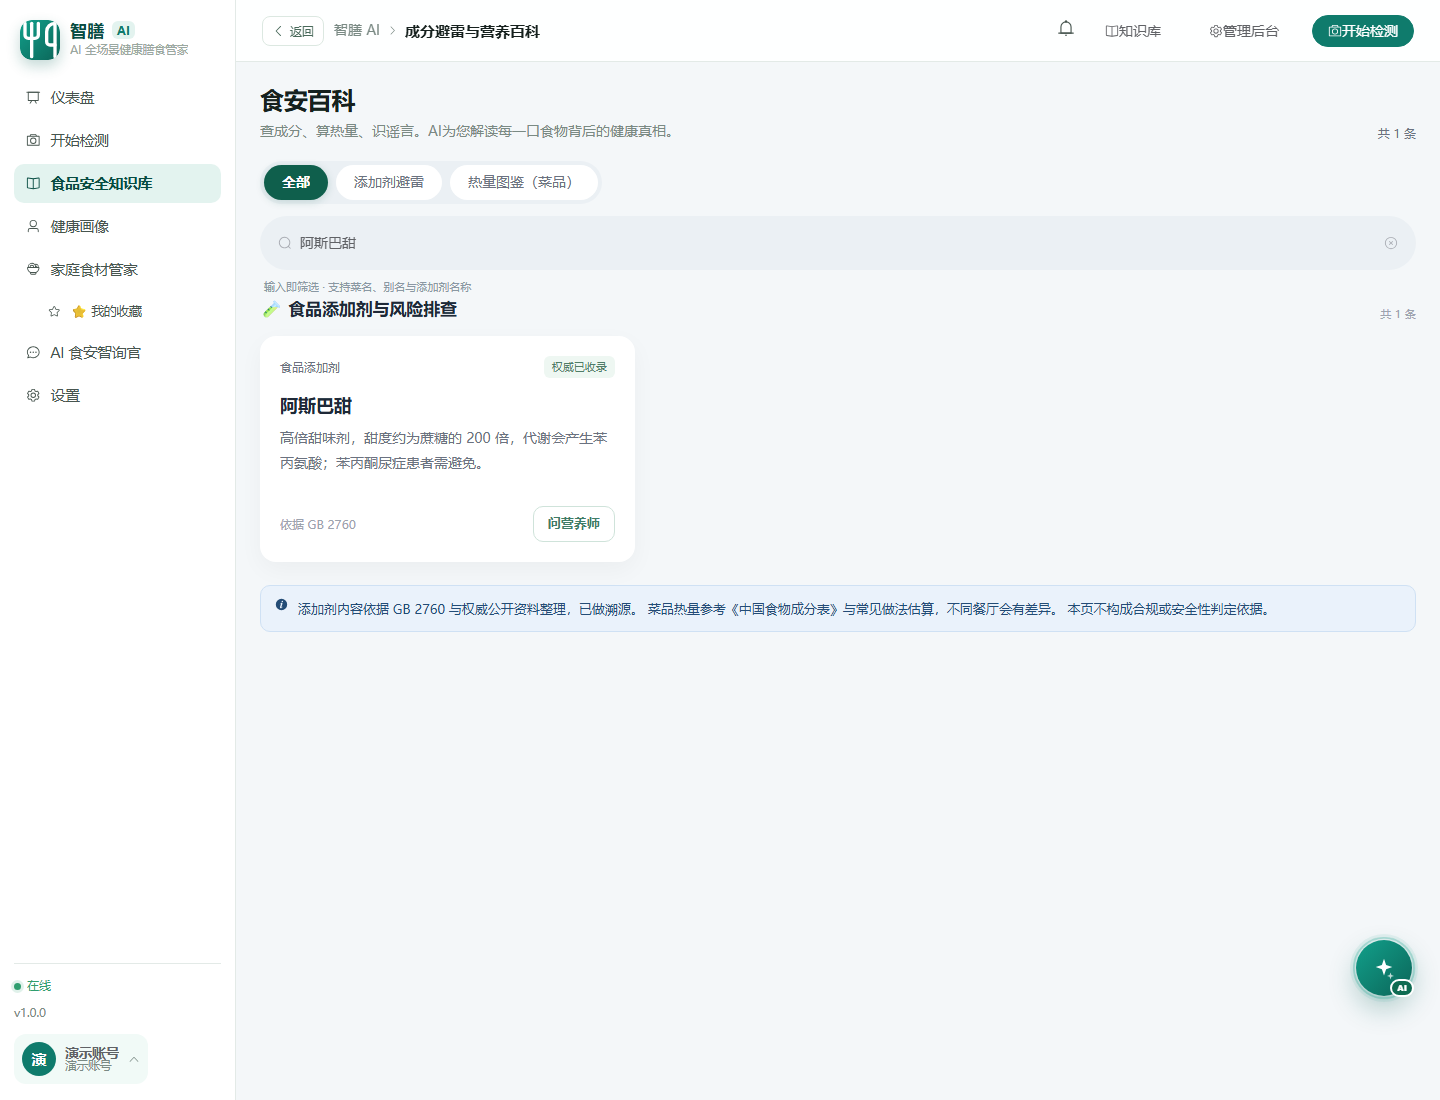 智膳 AI
AI 全场景健康膳食管家
仪表盘
开始检测
食品安全知识库
健康画像
家庭食材管家
我的收藏
AI 食安智询官
设置
在线
v1.0.0
演
演示账号
演示账号
返回
智膳 AI
成分避雷与营养百科
知识库
管理后台
开始检测
食安百科
查成分、算热量、识谣言。AI为您解读每一口食物背后的健康真相。
共 1 条
全部
添加剂避雷
热量图鉴（菜品）
阿斯巴甜
输入即筛选 · 支持菜名、别名与添加剂名称
食品添加剂与风险排查
共 1 条
食品添加剂
权威已收录
阿斯巴甜
高倍甜味剂，甜度约为蔗糖的 200 倍，代谢会产生苯
丙氨酸；苯丙酮尿症患者需避免。
依据 GB 2760
问营养师
添加剂内容依据 GB 2760 与权威公开资料整理，已做溯源。 菜品热量参考《中国食物成分表》与常见做法估算，不同餐厅会有差异。 本页不构成合规或安全性判定依据。
AI